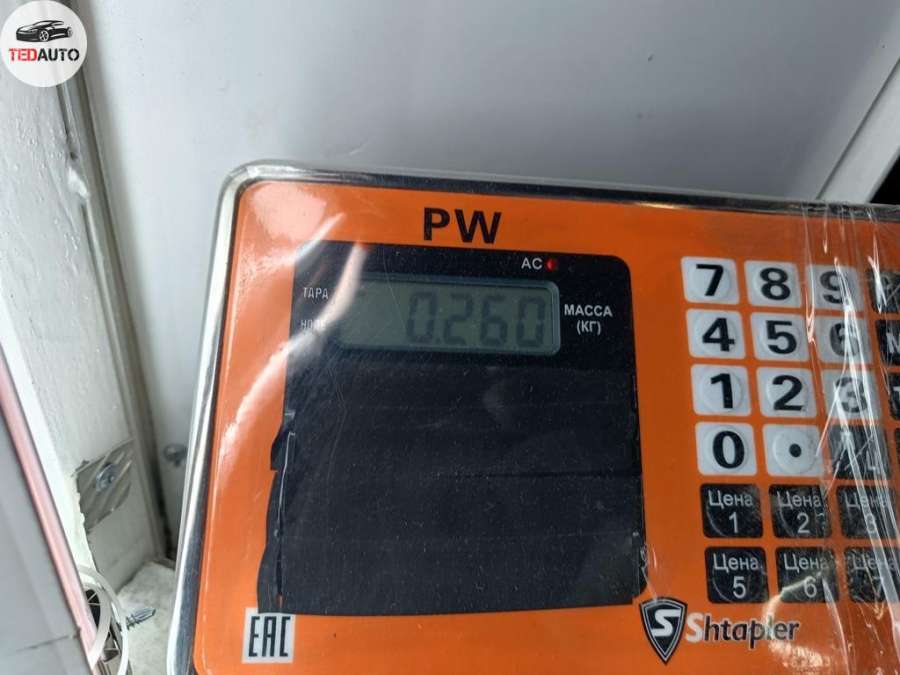 TEDAUTO
PW
AC
ТАРА
0.260
МАССА
(КГ)
7 8 9
4 5 6
1 2 3
0 .
Цена 1
Цена 2
Цена 5
Цена 6
EAC
S Shtapler